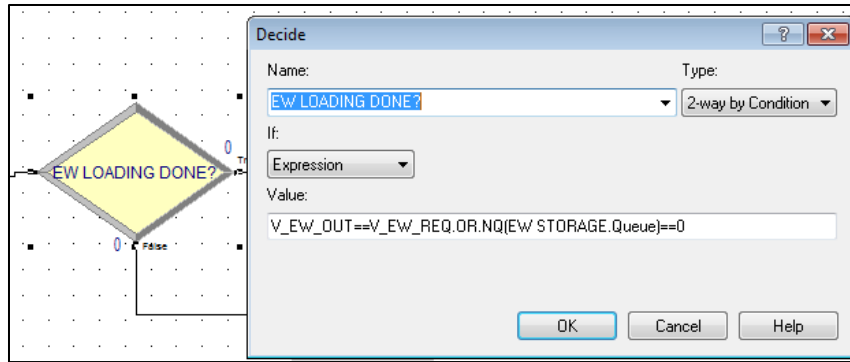 Decide
Name:
Type:
EW LOADING DONE?
2-way by Condition
If:
Expression
Value:
V_EW_OUT==V_EW_REQ.OR.NQ(EW STORAGE.Queue)==0
OK
Cancel
Help
EW LOADING DONE?
0
Tr
0
False